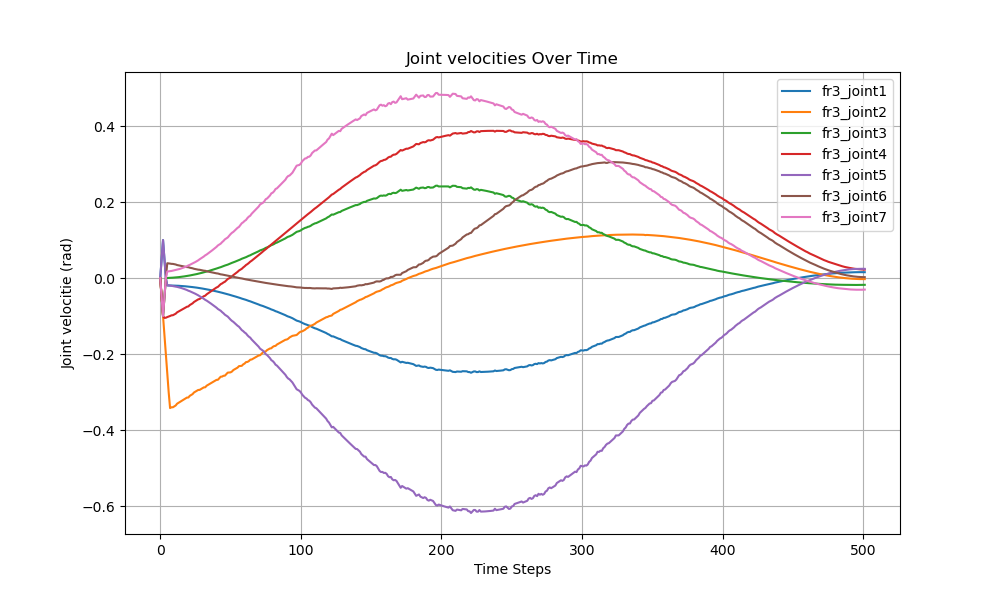 Joint velocities Over Time
fr3_joint1
fr3_joint2
fr3_joint3
fr3_joint4
fr3_joint5
fr3_joint6
fr3_joint7
Joint velocitie (rad)
0.4
0.2
0.0
−0.2
−0.4
−0.6
0
100
200
300
400
500
Time Steps